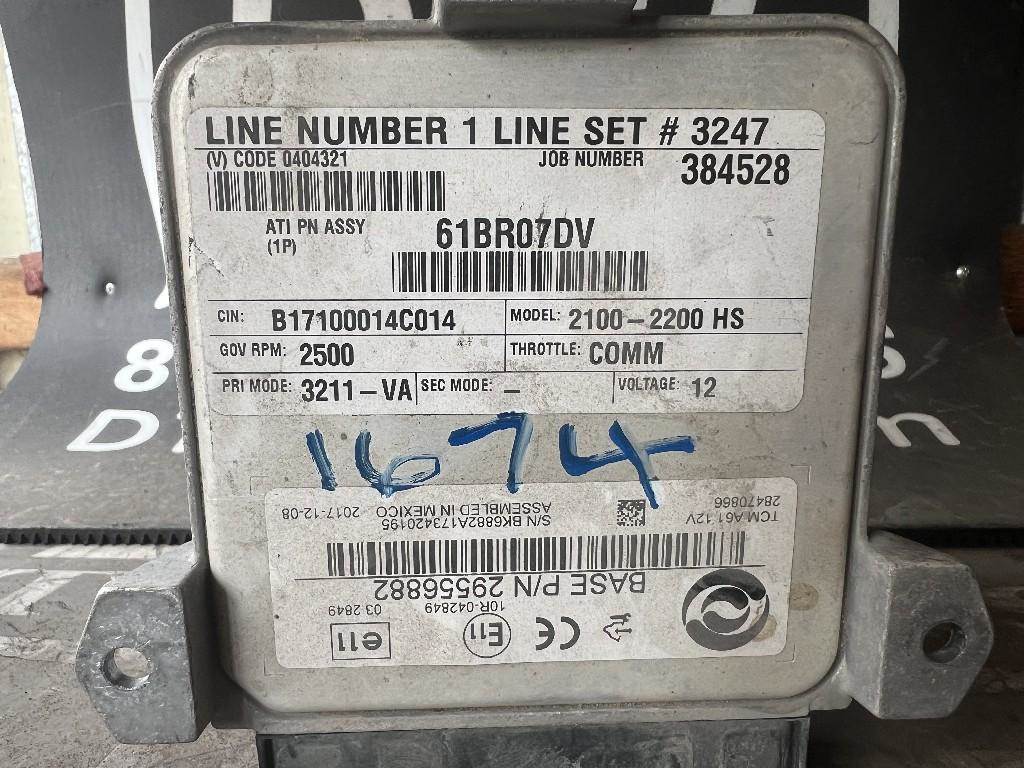 LINE NUMBER 1 LINE SET # 3247
(V) CODE 0404321 JOB NUMBER 384528
ATI PN ASSY 61BR07DV
(1P)
CIN: B17100014C014 MODEL: 2100-2200 HS
GOV RPM: 2500 THROTTLE: COMM
PRI MODE: 3211-VA SEC MODE: - VOLTAGE: 12
1674
TCM A61 12V
28470866
S/N BK6882A173420195
ASSEMBLED IN MEXICO 2017-12-08
BASE P/N 29556882
10R-042849
03 2849
CE
E11
e11
8
D
n